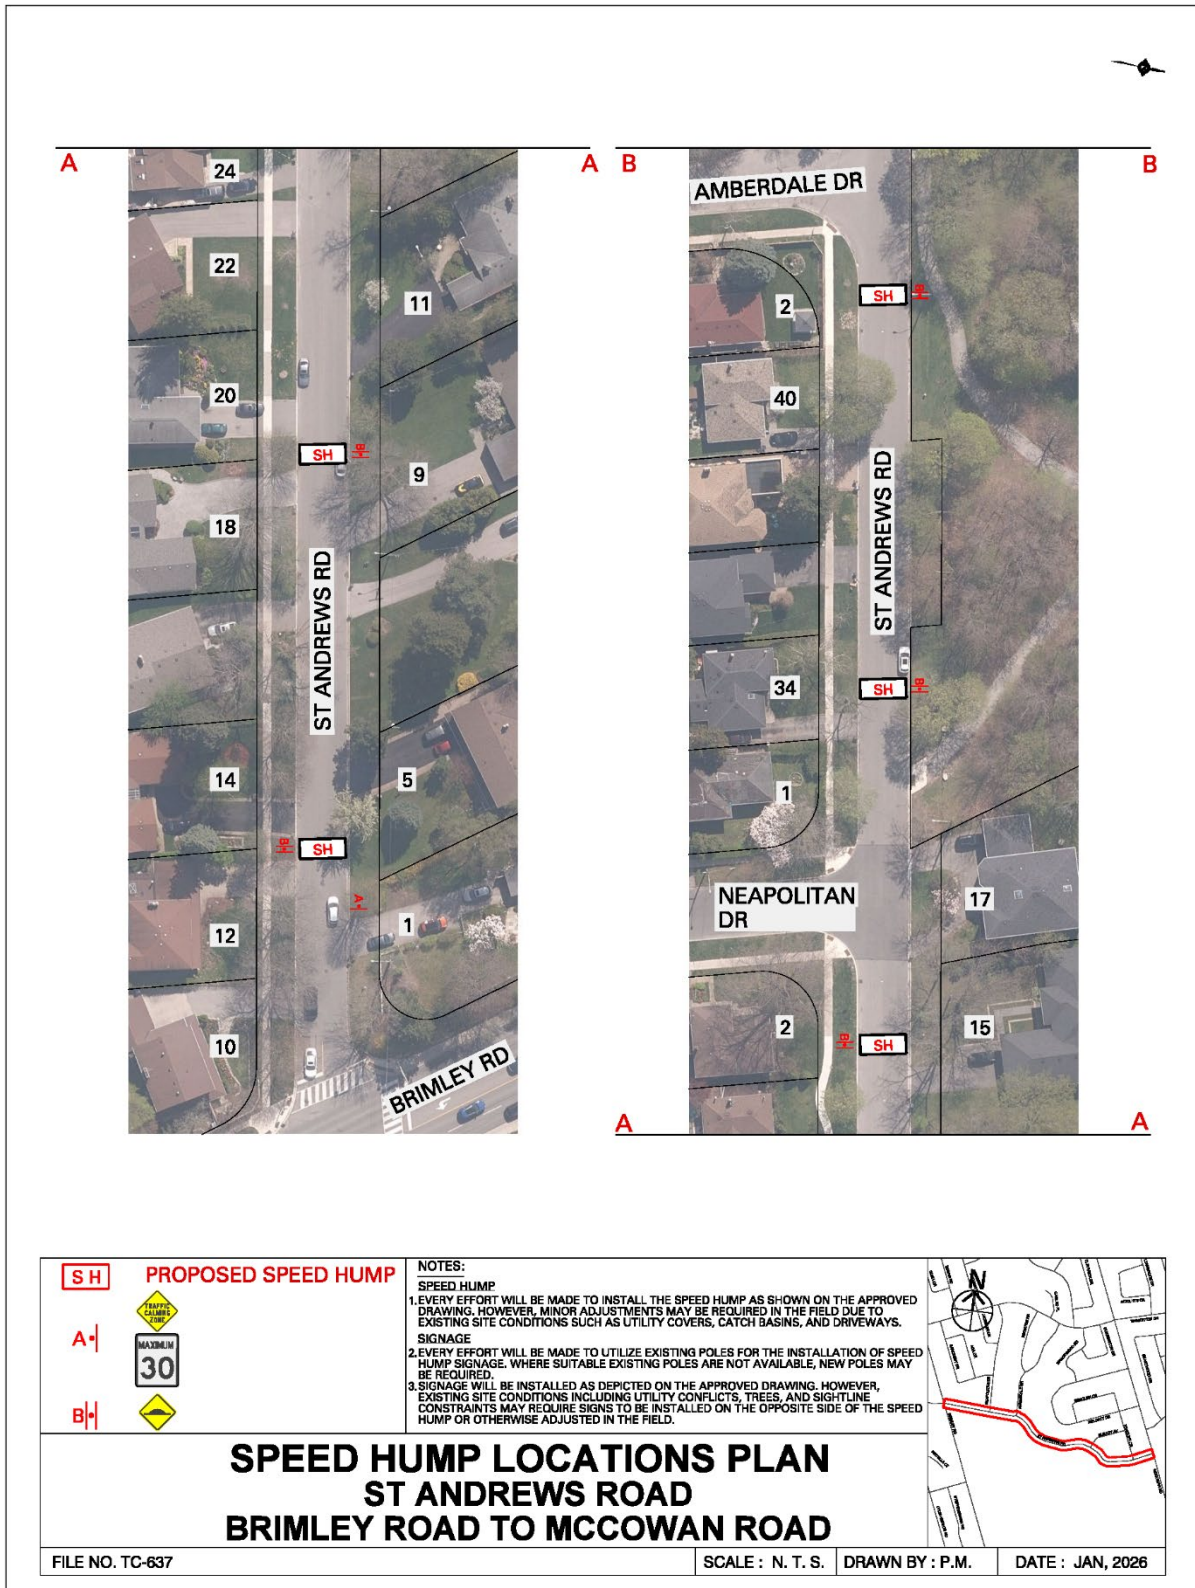 A
A
24
22
11
20
SH
B
9
18
ST ANDREWS RD
14
5
B
SH
A
12
1
10
BRIMLEY RD
B
B
AMBERDALE DR
SH
B
2
40
ST ANDREWS RD
34
SH
B
1
NEAPOLITAN
DR
17
2
B
SH
15
A
A
SH
PROPOSED SPEED HUMP
TRAFFIC
CALMING
ZONE
A
MAXIMUM
30
B
NOTES:
SPEED HUMP
1. EVERY EFFORT WILL BE MADE TO INSTALL THE SPEED HUMP AS SHOWN ON THE APPROVED
DRAWING. HOWEVER, MINOR ADJUSTMENTS MAY BE REQUIRED IN THE FIELD DUE TO
EXISTING SITE CONDITIONS SUCH AS UTILITY COVERS, CATCH BASINS, AND DRIVEWAYS.
SIGNAGE
2. EVERY EFFORT WILL BE MADE TO UTILIZE EXISTING POLES FOR THE INSTALLATION OF SPEED
HUMP SIGNAGE. WHERE SUITABLE EXISTING POLES ARE NOT AVAILABLE, NEW POLES MAY
BE REQUIRED.
3. SIGNAGE WILL BE INSTALLED AS DEPICTED ON THE APPROVED DRAWING. HOWEVER,
EXISTING SITE CONDITIONS INCLUDING UTILITY CONFLICTS, TREES, AND SIGHTLINE
CONSTRAINTS MAY REQUIRE SIGNS TO BE INSTALLED ON THE OPPOSITE SIDE OF THE SPEED
HUMP OR OTHERWISE ADJUSTED IN THE FIELD.
N
SPEED HUMP LOCATIONS PLAN
ST ANDREWS ROAD
BRIMLEY ROAD TO MCCOWAN ROAD
FILE NO. TC-637
SCALE : N. T. S.
DRAWN BY : P.M.
DATE : JAN, 2026